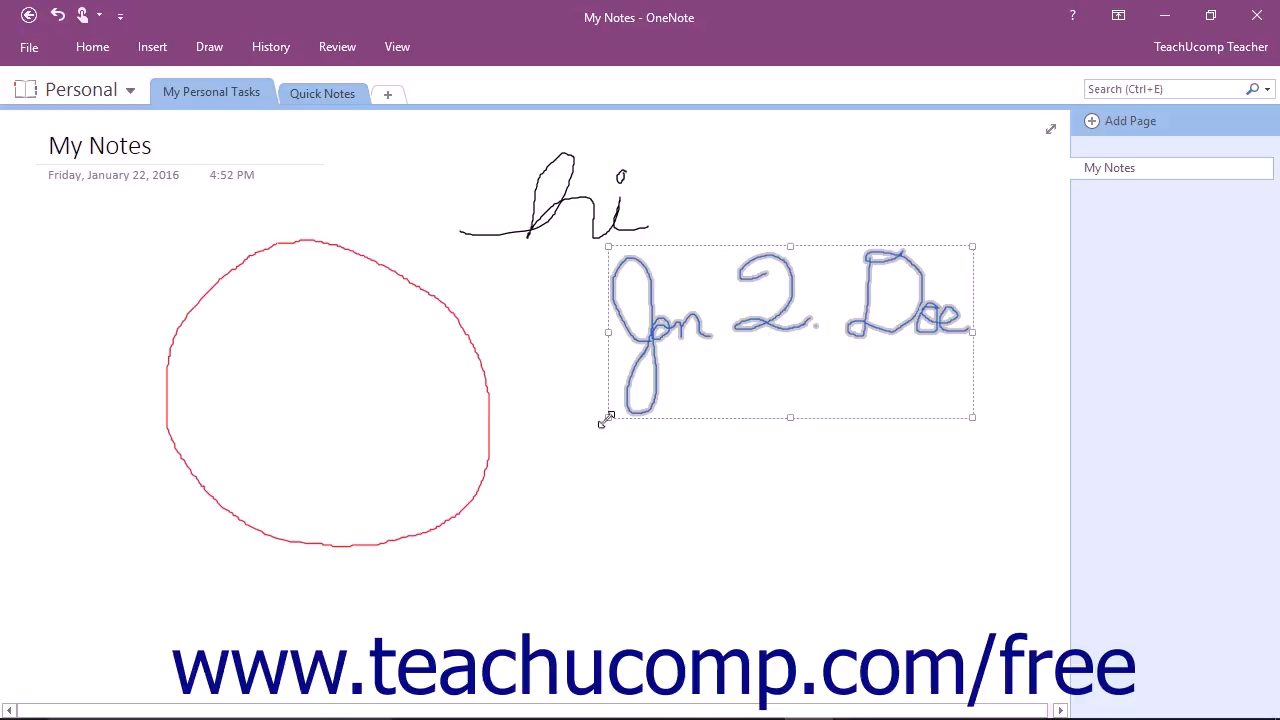 My Notes - OneNote
?
File Home Insert Draw History Review View
TeachUcomp Teacher
Personal
My Personal Tasks
Quick Notes
+
Search (Ctrl+E)
Add Page
My Notes
Friday, January 22, 2016 4:52 PM
My Notes
hi
Jon Q. Doe
www.teachucomp.com/free